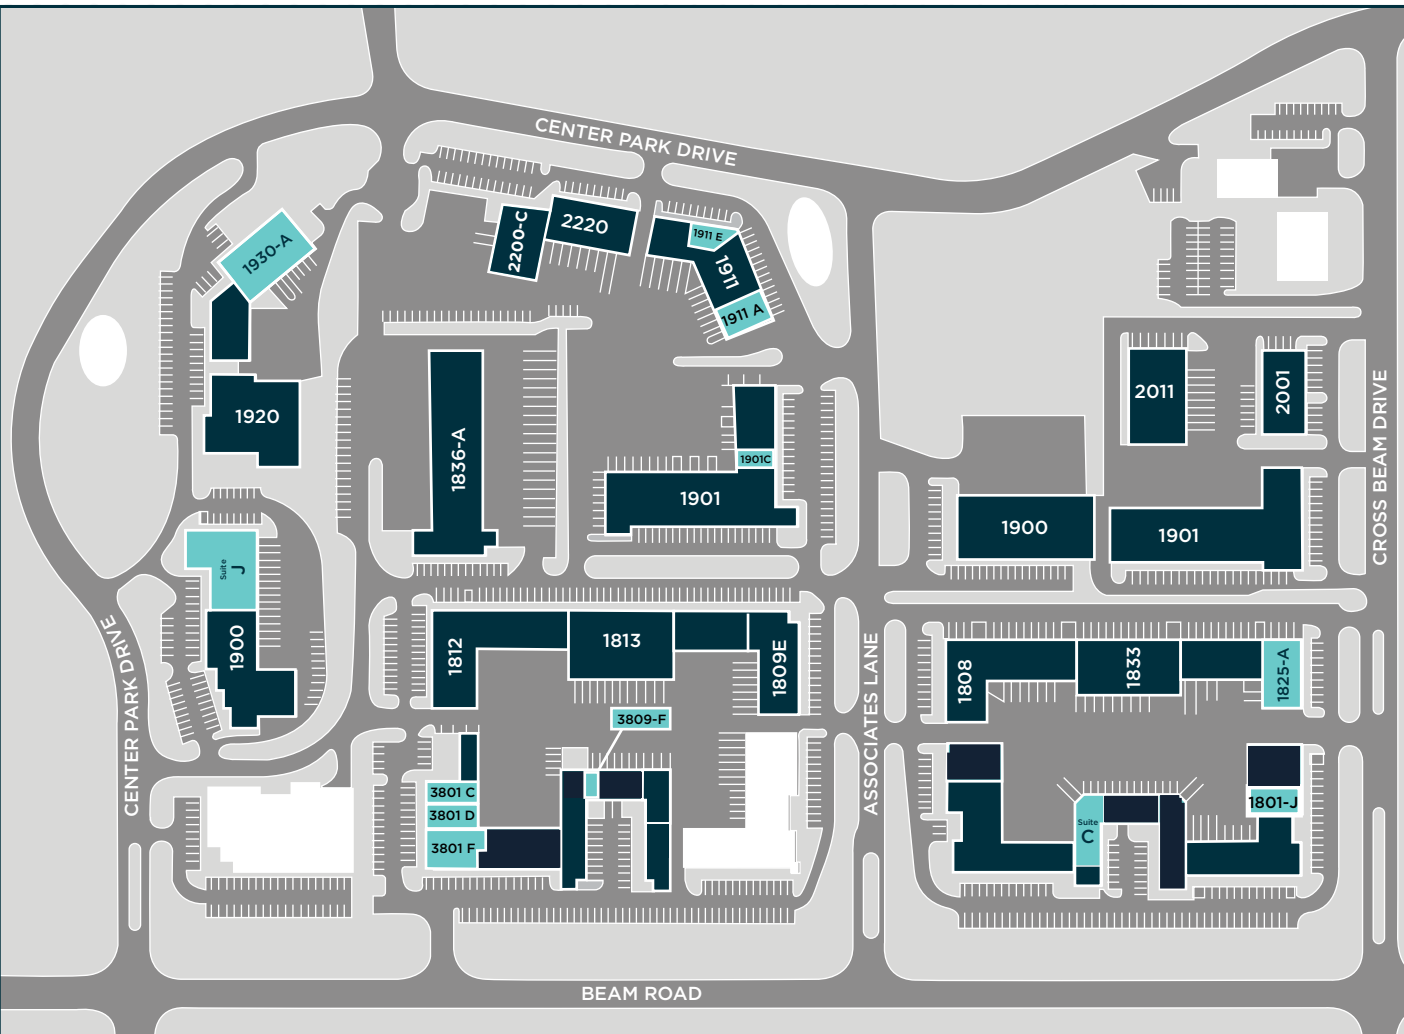 CENTER PARK DRIVE
2200-C
2220
1911 E
1911
1911 A
1930-A
1920
1836-A
1901C
1901
2011
2001
CROSS BEAM DRIVE
1900
1901
Suite
J
1900
CENTER PARK DRIVE
1812
1813
1809E
3809-F
ASSOCIATES LANE
1808
1833
1825-A
3801 C
3801 D
3801 F
Suite
C
1801-J
BEAM ROAD